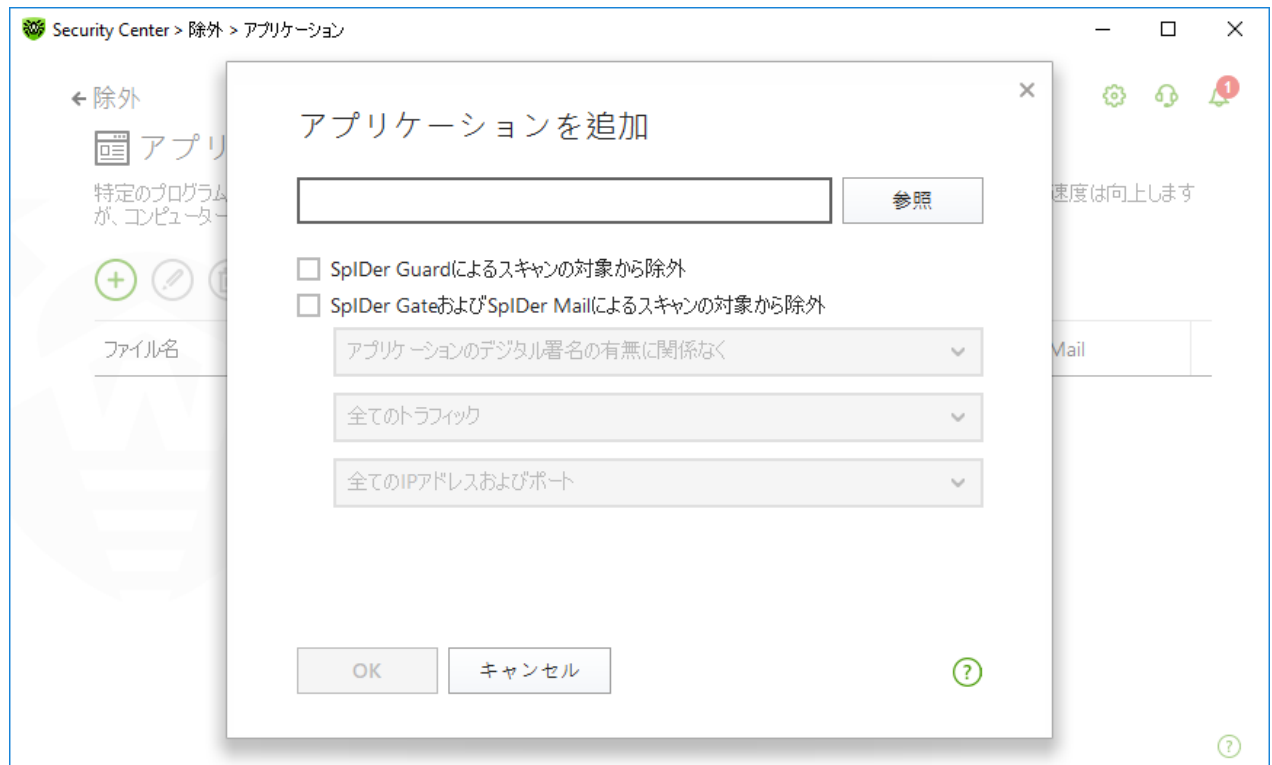 Security Center > 除外 > アプリケーション
除外
1
アプリ
特定のプログラム
速度は向上します
が、コンピューター
ファイル名
Mail
アプリケーションを追加
参照
SpIDer Guardによるスキャンの対象から除外
SpIDer GateおよびSpIDer Mailによるスキャンの対象から除外
アプリケーションのデジタル署名の有無に関係なく
全てのトラフィック
全てのIPアドレスおよびポート
OK
キャンセル
?
?